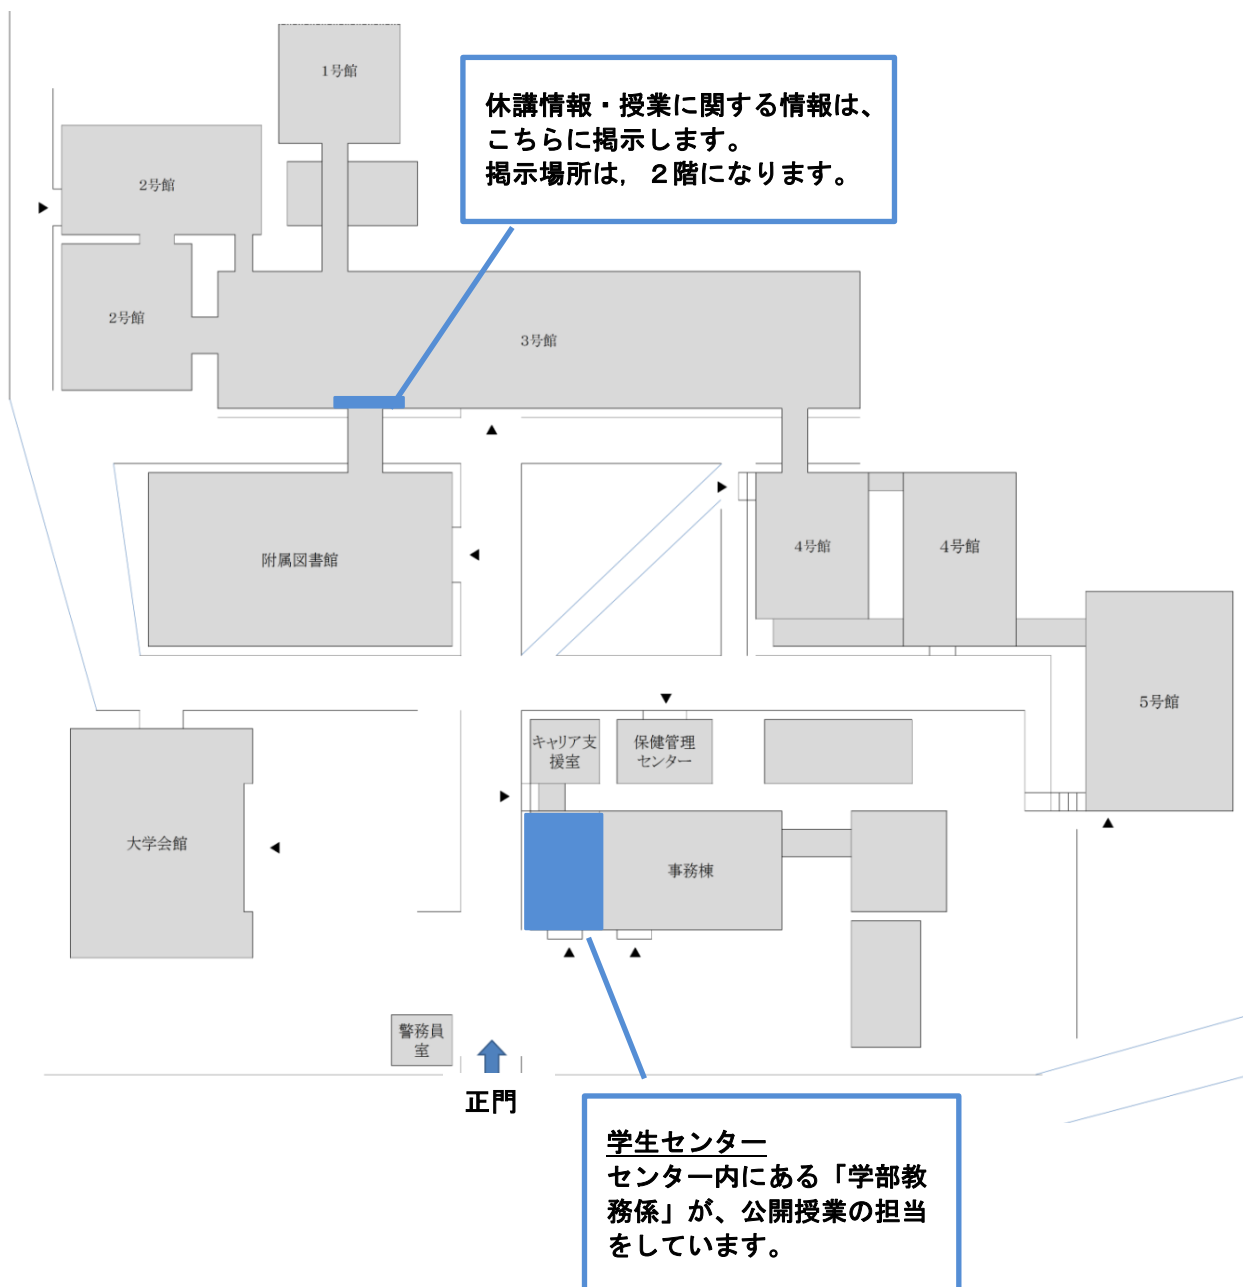 1号館
休講情報・授業に関する情報は、
こちらに掲示します。
掲示場所は，２階になります。
2号館
2号館
3号館
附属図書館
4号館
4号館
5号館
キャリア支
援室
保健管理
センター
大学会館
事務棟
警務員
室
正門
学生センター
センター内にある「学部教
務係」が、公開授業の担当
をしています。